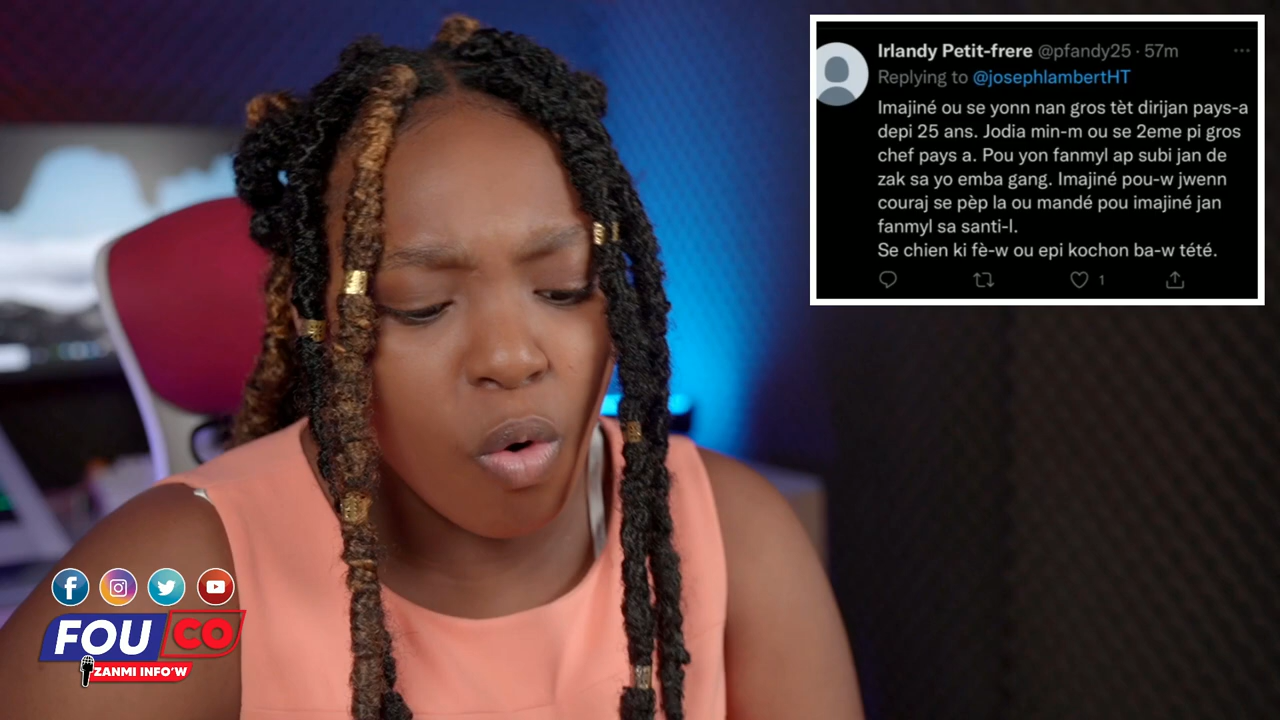 Irlandy Petit-frere @pfandy25 · 57m
Replying to @josephlambertHT
Imajiné ou se yonn nan gros tèt dirijan pays-a
depi 25 ans. Jodia min-m ou se 2eme pi gros
chef pays a. Pou yon fanmyl ap subi jan de
zak sa yo emba gang. Imajiné pou-w jwenn
couraj se pèp la ou mandé pou imajiné jan
fanmyl sa santi-l.
Se chien ki fè-w ou epi kochon ba-w tété.
1
FOUCO
ZANMI INFO'W